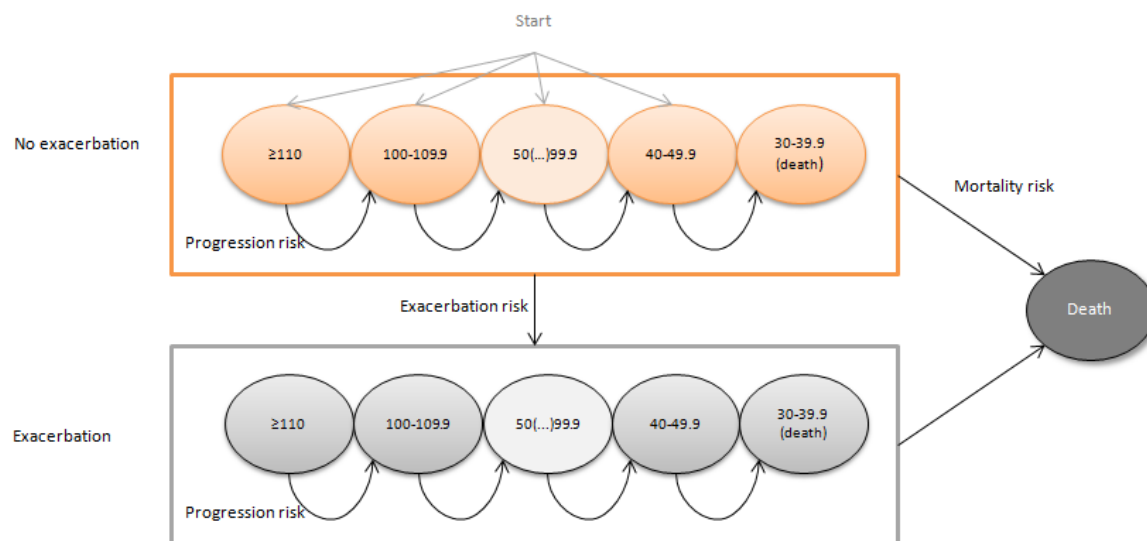 Start
No exacerbation
≥110
100-109.9
50(...)99.9
40-49.9
30-39.9
(death)
Progression risk
Mortality risk
Exacerbation risk
Death
Exacerbation
≥110
100-109.9
50(...)99.9
40-49.9
30-39.9
(death)
Progression risk